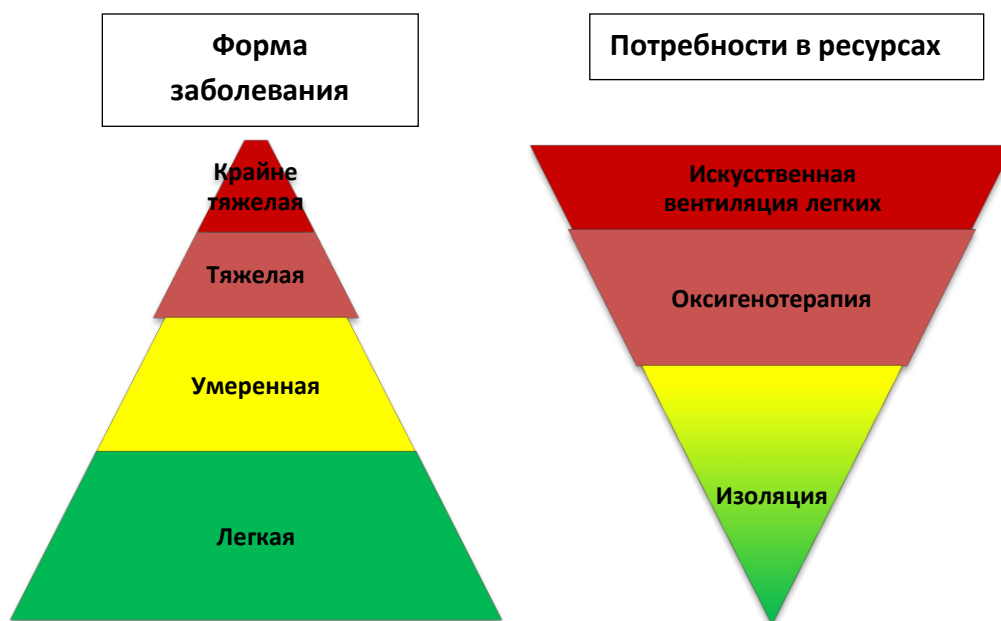 Форма
заболевания
Потребности в ресурсах
Крайне
тяжелая
Тяжелая
Умеренная
Легкая
Искусственная
вентиляция легких
Оксигенотерапия
Изоляция